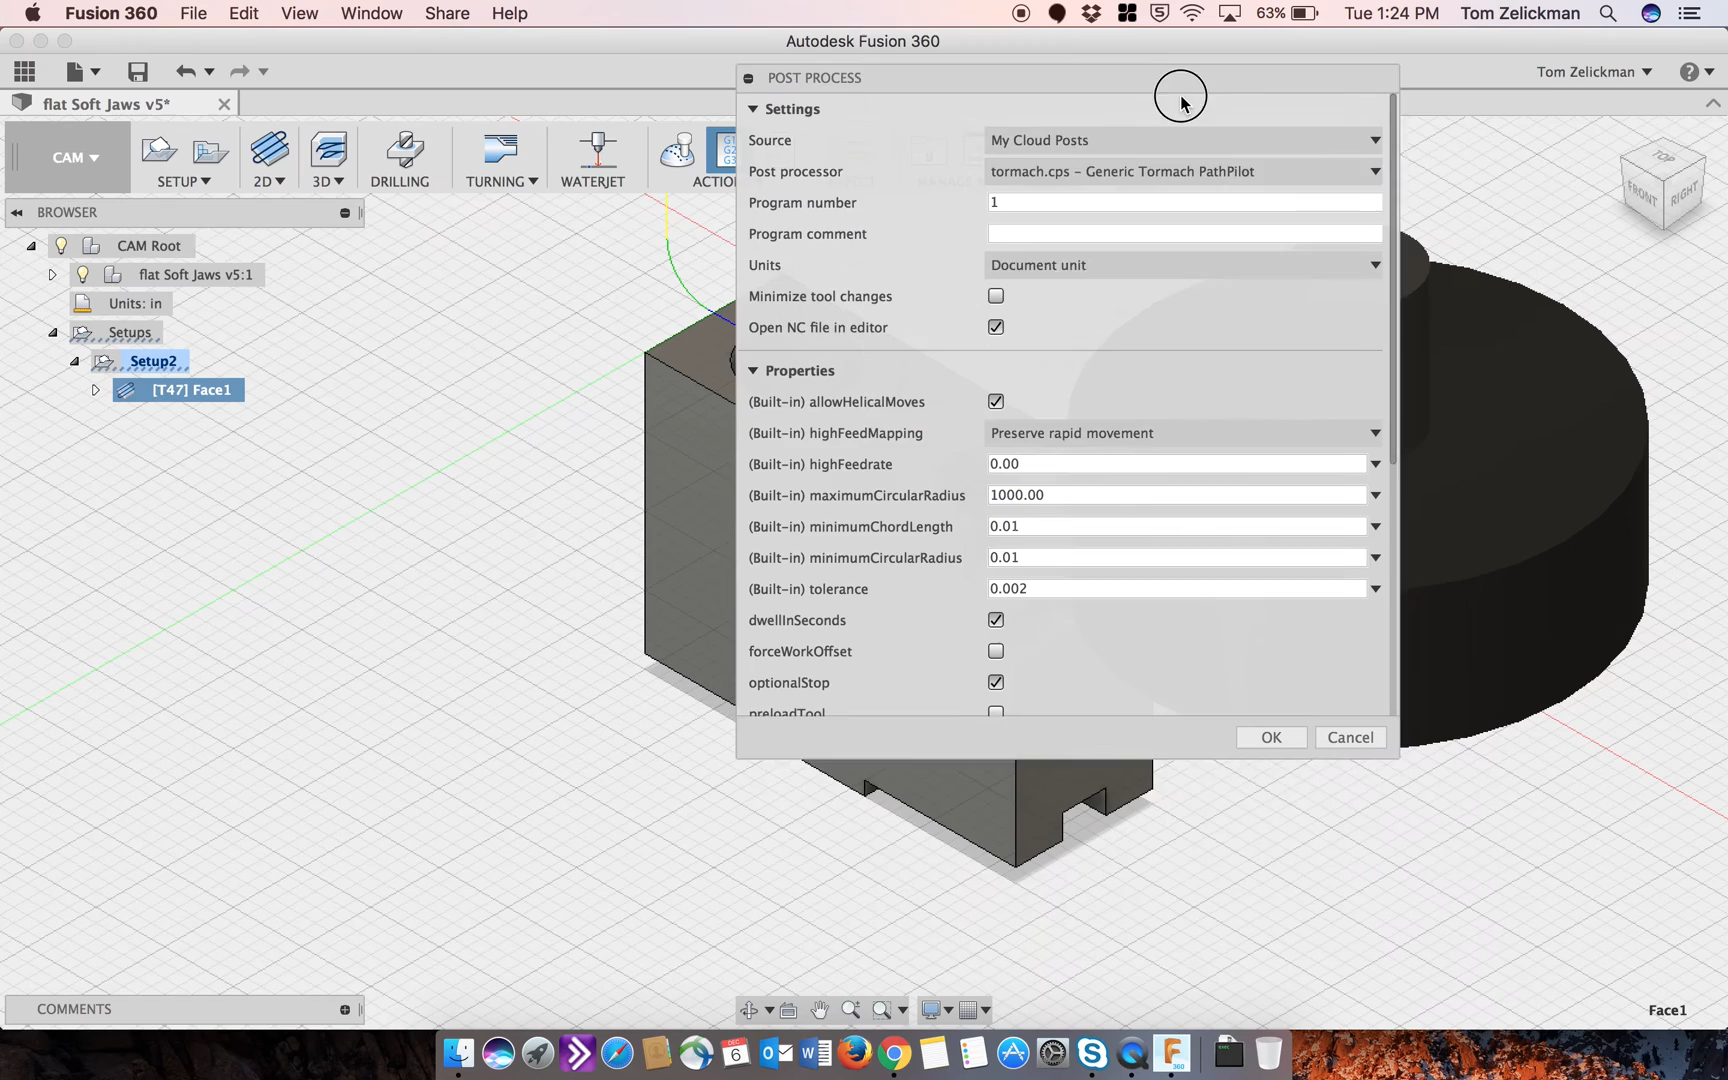 Fusion 360 File Edit View Window Share Help 63% Tue 1:24 PM Tom Zelickman
Autodesk Fusion 360
Tom Zelickman
flat Soft Jaws v5*
POST PROCESS
CAM
SETUP 2D 3D DRILLING TURNING WATERJET
BROWSER
CAM Root
flat Soft Jaws v5:1
Units: in
Setups
Setup2
[T47] Face1
Settings
Source My Cloud Posts
Post processor tormach.cps - Generic Tormach PathPilot
Program number 1
Program comment
Units Document unit
Minimize tool changes
Open NC file in editor
Properties
(Built-in) allowHelicalMoves
(Built-in) highFeedMapping Preserve rapid movement
(Built-in) highFeedrate 0.00
(Built-in) maximumCircularRadius 1000.00
(Built-in) minimumChordLength 0.01
(Built-in) minimumCircularRadius 0.01
(Built-in) tolerance 0.002
dwellInSeconds
forceWorkOffset
optionalStop
preloadTool
OK Cancel
TOP
FRONT RIGHT
COMMENTS
Face1